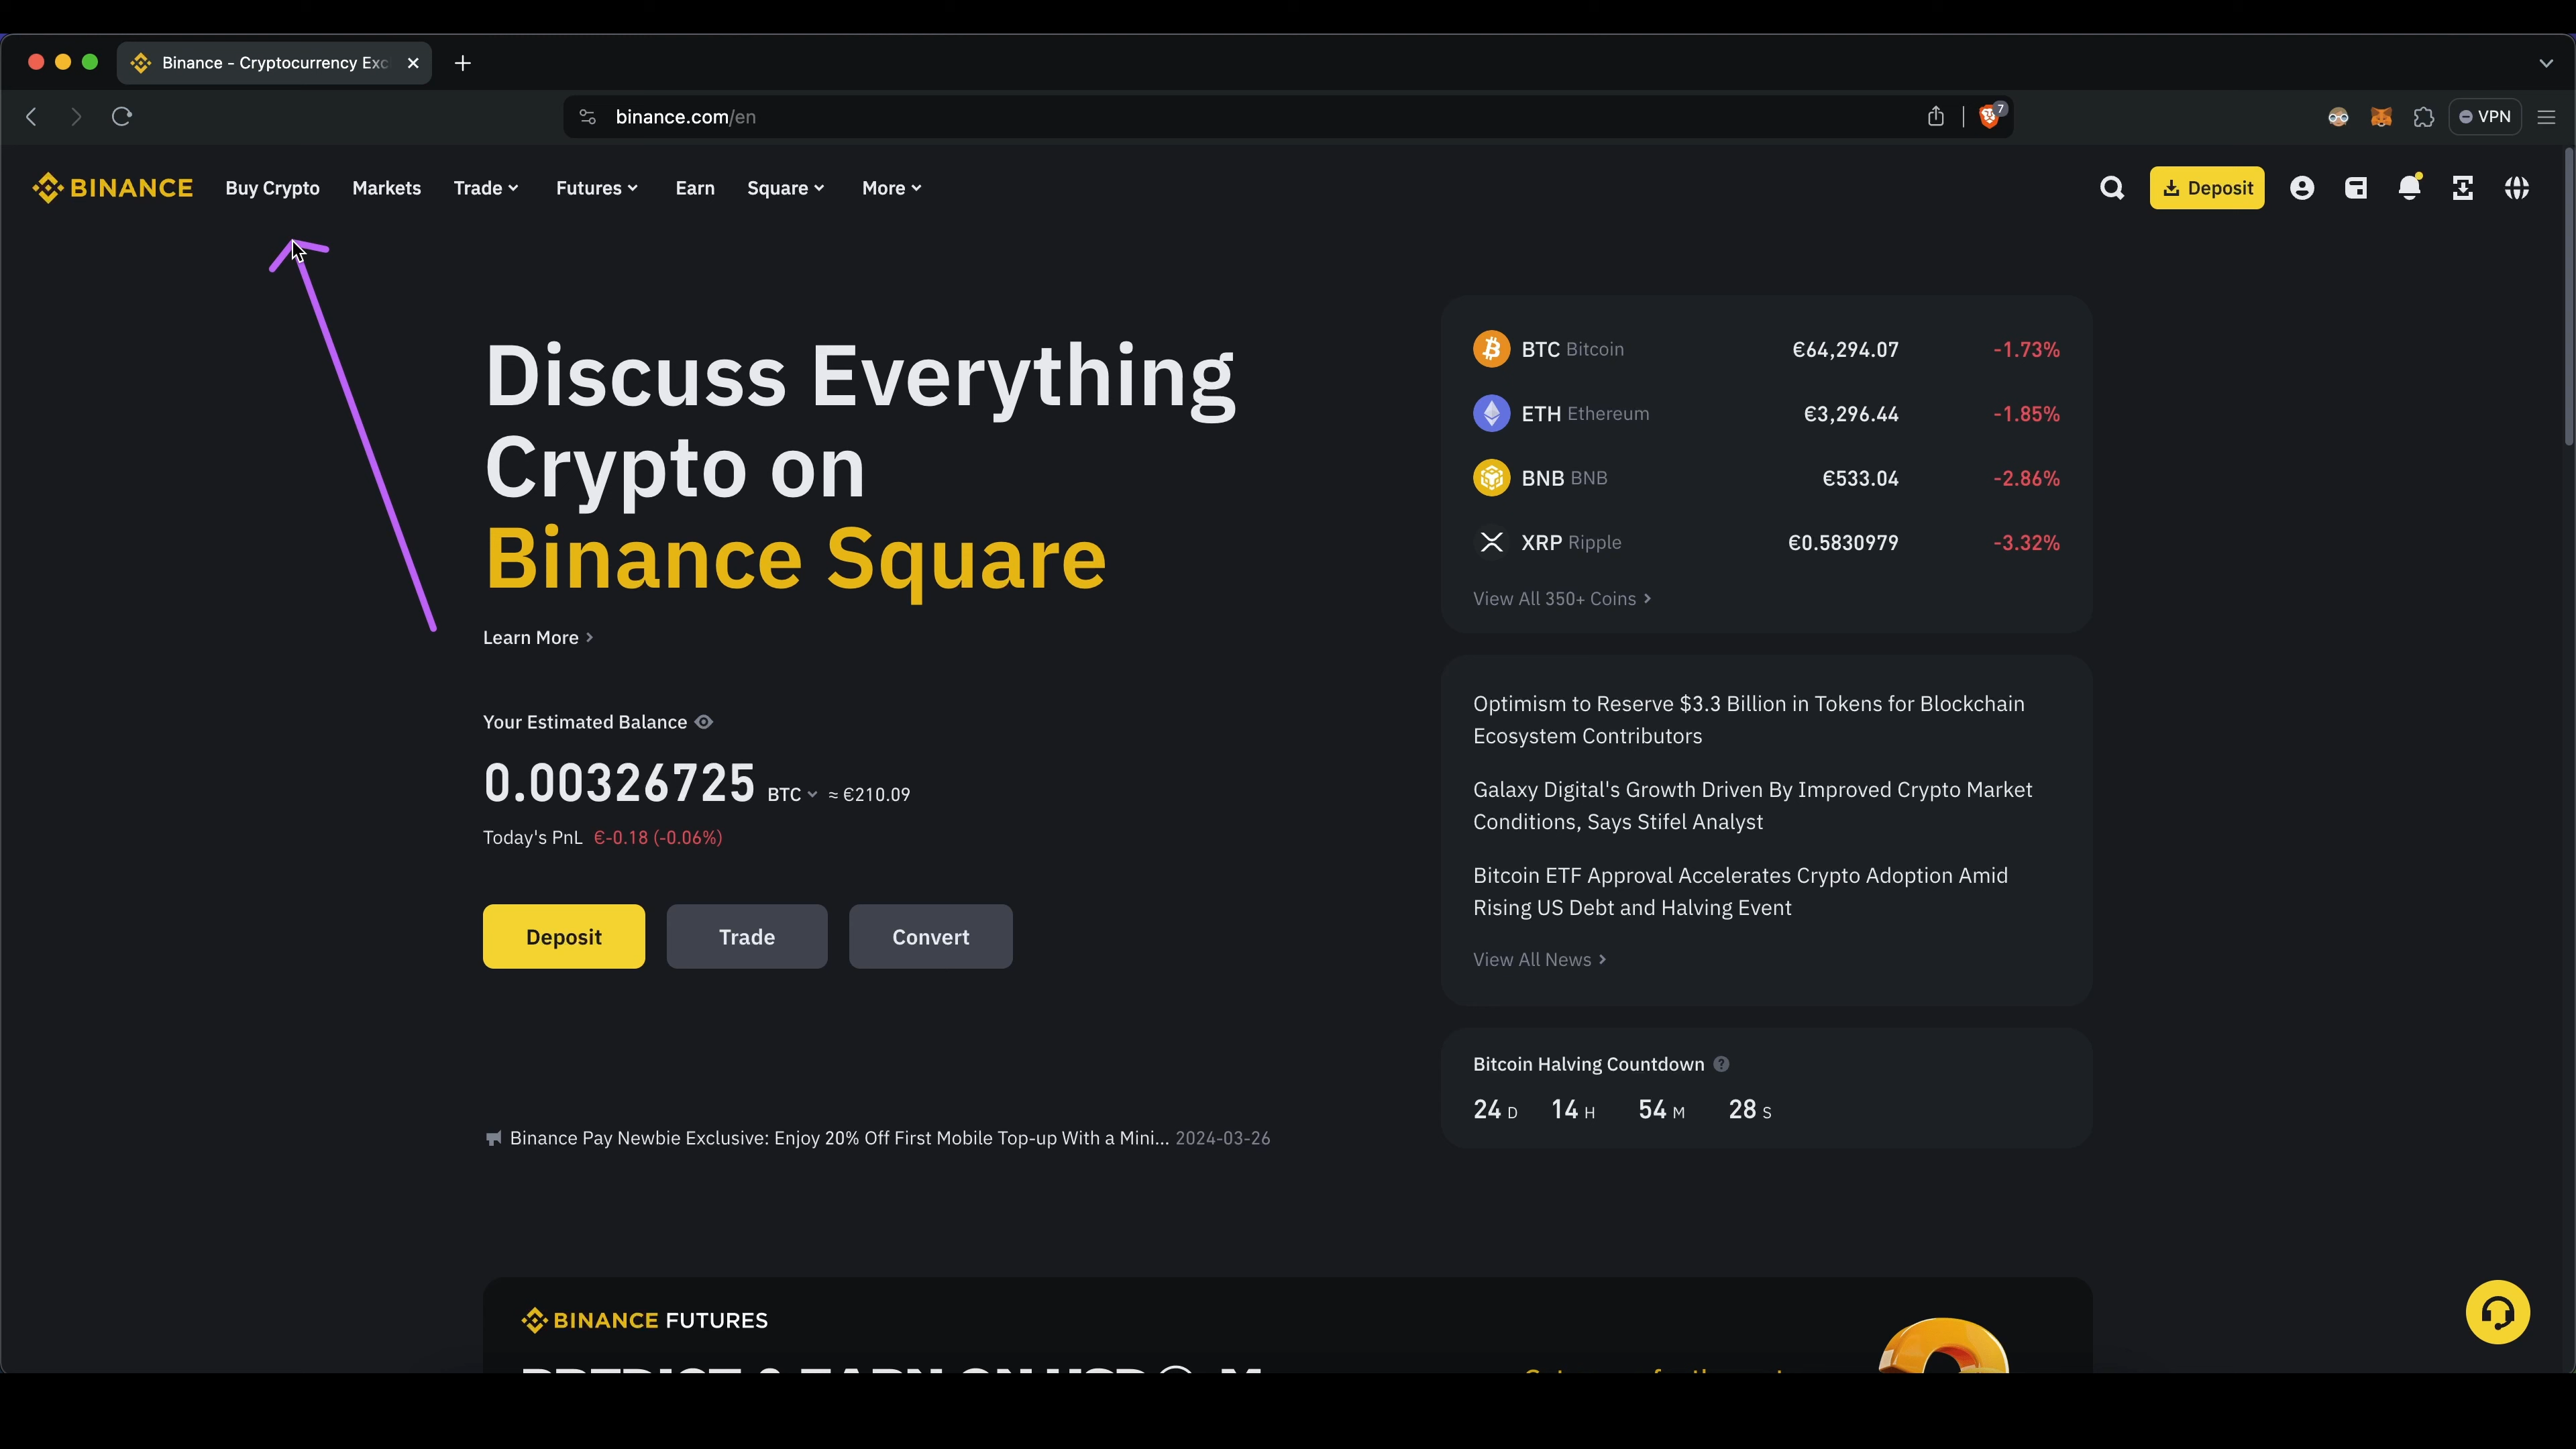 Binance - Cryptocurrency Exc
binance.com/en
7
VPN
BINANCE Buy Crypto Markets Trade Futures Earn Square More Deposit
Discuss Everything
Crypto on
Binance Square
Learn More
Your Estimated Balance
0.00326725 BTC ≈ €210.09
Today's PnL €-0.18 (-0.06%)
Deposit Trade Convert
Binance Pay Newbie Exclusive: Enjoy 20% Off First Mobile Top-up With a Mini... 2024-03-26
BTC Bitcoin €64,294.07 -1.73%
ETH Ethereum €3,296.44 -1.85%
BNB BNB €533.04 -2.86%
XRP Ripple €0.5830979 -3.32%
View All 350+ Coins
Optimism to Reserve $3.3 Billion in Tokens for Blockchain
Ecosystem Contributors
Galaxy Digital's Growth Driven By Improved Crypto Market
Conditions, Says Stifel Analyst
Bitcoin ETF Approval Accelerates Crypto Adoption Amid
Rising US Debt and Halving Event
View All News
Bitcoin Halving Countdown ?
24 D 14 H 54 M 28 S
BINANCE FUTURES